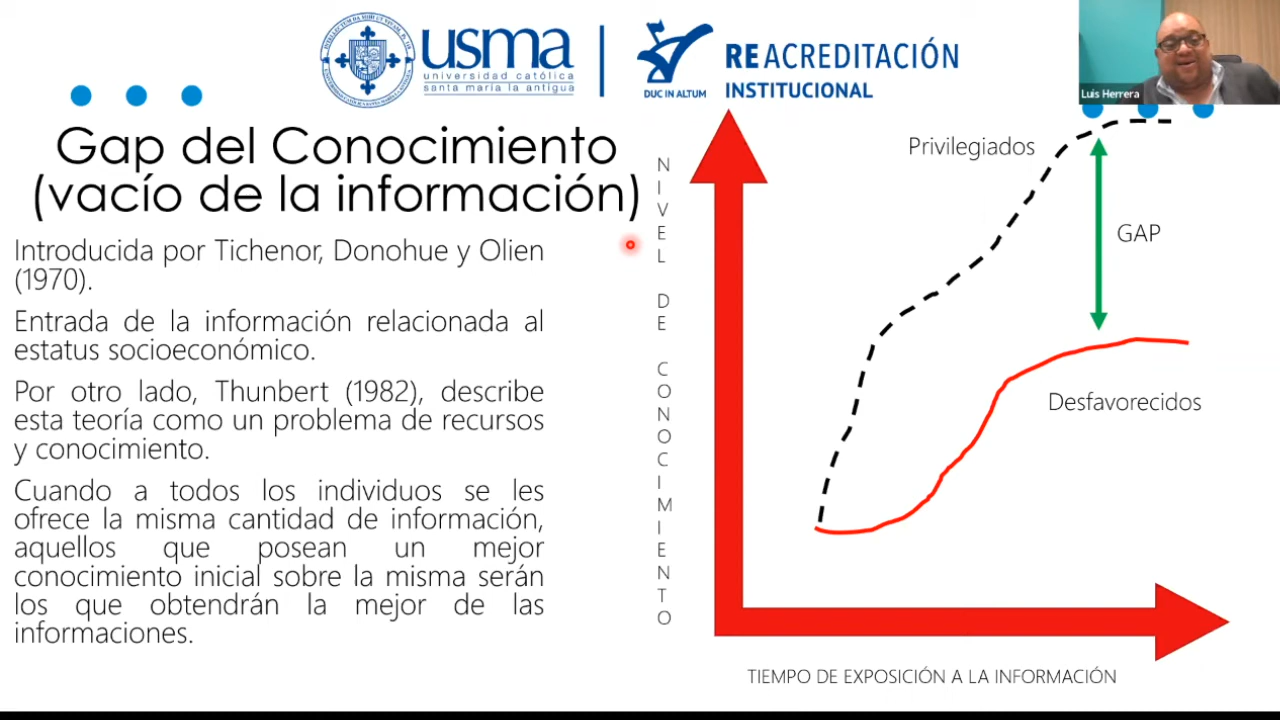 usma
universidad católica
santa maría la antigua
DUC IN ALTUM
REACREDITACIÓN
INSTITUCIONAL
Luis Herrera
Gap del Conocimiento
(vacío de la información)
Introducida por Tichenor, Donohue y Olien
(1970).
Entrada de la información relacionada al
estatus socioeconómico.
Por otro lado, Thunbert (1982), describe
esta teoría como un problema de recursos
y conocimiento.
Cuando a todos los individuos se les
ofrece la misma cantidad de información,
aquellos que posean un mejor
conocimiento inicial sobre la misma serán
los que obtendrán la mejor de las
informaciones.
NIVEL DE CONOCIMIENTO
Privilegiados
GAP
Desfavorecidos
TIEMPO DE EXPOSICIÓN A LA INFORMACIÓN